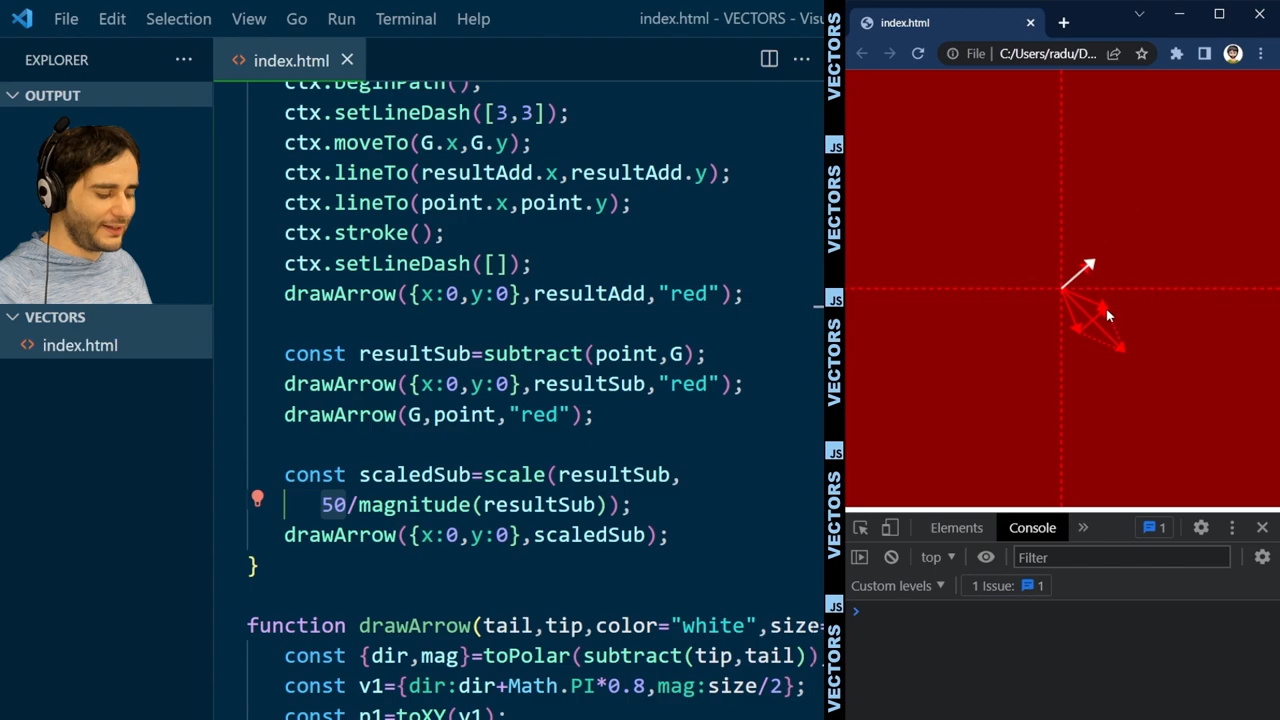 File Edit Selection View Go Run Terminal Help
index.html - VECTORS - Visu
EXPLORER
index.html
OUTPUT
VECTORS
index.html
ctx.beginPath();
ctx.setLineDash([3,3]);
ctx.moveTo(G.x,G.y);
ctx.lineTo(resultAdd.x,resultAdd.y);
ctx.lineTo(point.x,point.y);
ctx.stroke();
ctx.setLineDash([]);
drawArrow({x:0,y:0},resultAdd,"red");
const resultSub=subtract(point,G);
drawArrow({x:0,y:0},resultSub,"red");
drawArrow(G,point,"red");
const scaledSub=scale(resultSub,
50/magnitude(resultSub));
drawArrow({x:0,y:0},scaledSub);
}
function drawArrow(tail,tip,color="white",size=
const {dir,mag}=toPolar(subtract(tip,tail))
const v1={dir:dir+Math.PI*0.8,mag:size/2};
const p1=toXY(v1);
VECTORS
JS
VECTORS
JS
VECTORS
JS
VECTORS
JS
VECTORS
index.html
File
C:/Users/radu/D...
Elements Console 1
top Filter
Custom levels 1 Issue: 1